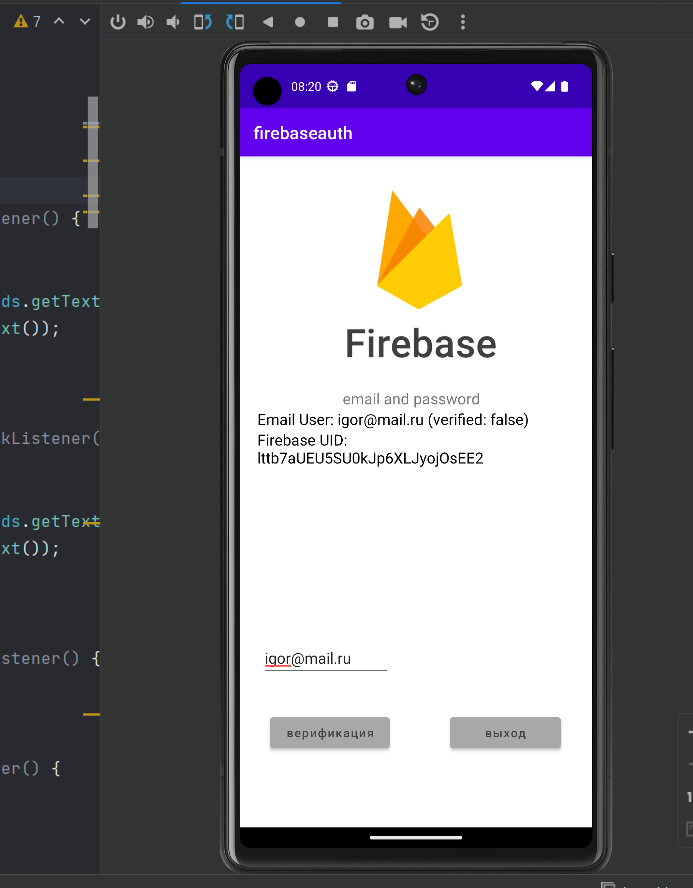 7
08:20
firebaseauth
ener() {
Firebase
ds.getText
xt());
email and password
Email User: igor@mail.ru (verified: false)
kListener(
Firebase UID:
lttb7aUEU5SU0kJp6XLJyojOsEE2
ds.getText
xt());
igor@mail.ru
stener() {
верификация
выход
er() {